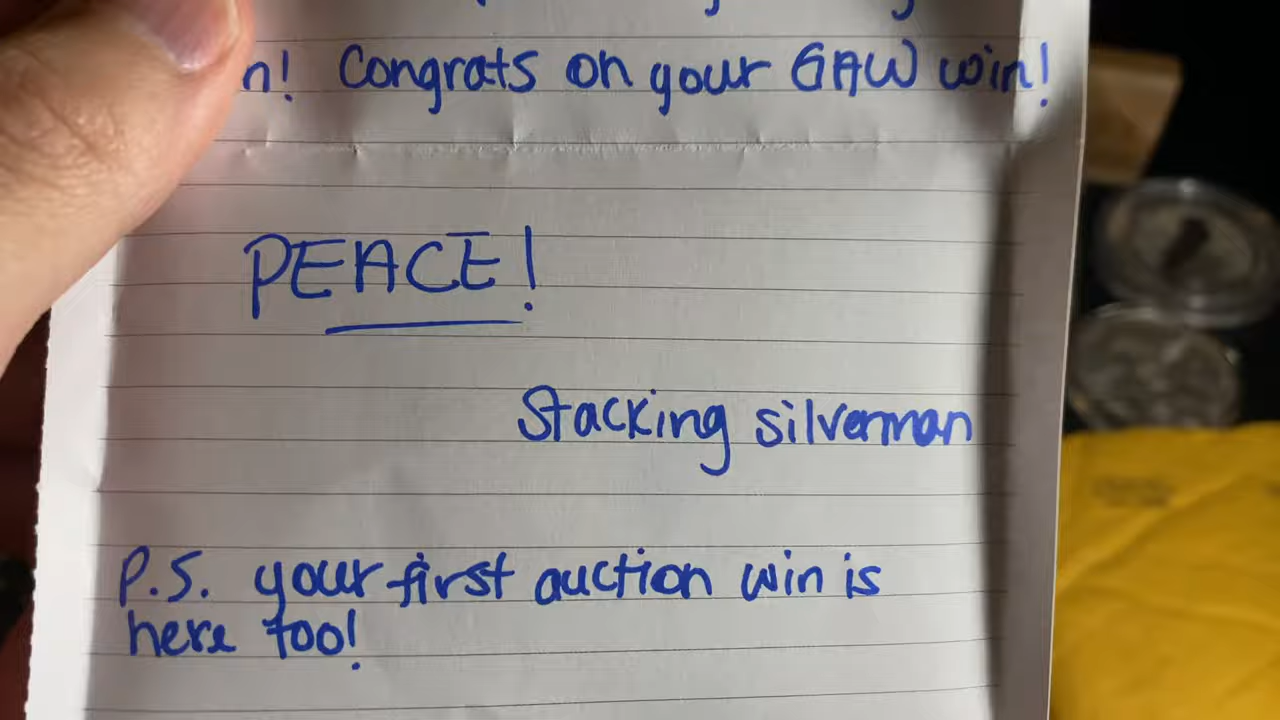 n! Congrats on your GAW win!
PEACE!
Stacking silverman
P.S. your first auction win is
here too!